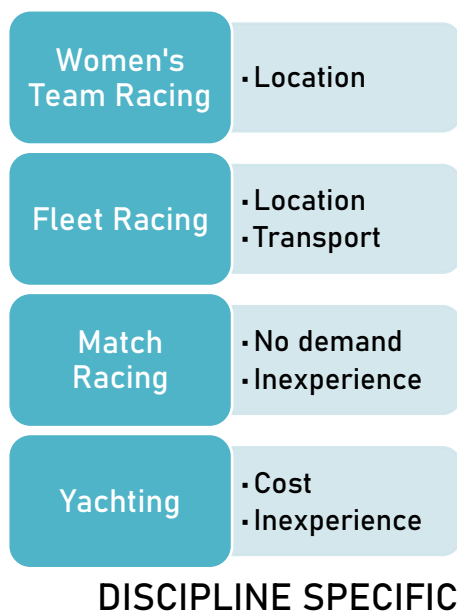 Women's
Team Racing
▪ Location
Fleet Racing
▪ Location
▪ Transport
Match
Racing
▪ No demand
▪ Inexperience
Yachting
▪ Cost
▪ Inexperience
DISCIPLINE SPECIFIC